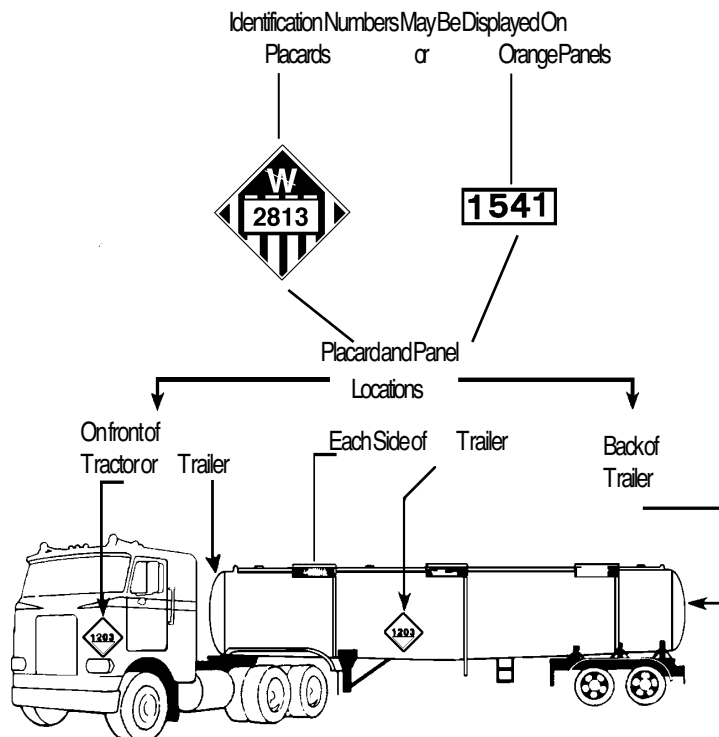 Identification Numbers May Be Displayed On
Placards or Orange Panels
W
2813
1541
Placard and Panel
Locations
On front of
Tractor or Trailer
Each Side of Trailer
Back of
Trailer
1203
1203